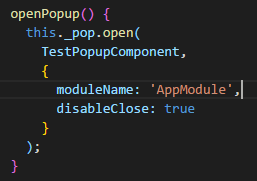 openPopup() {
  this._pop.open(
    TestPopupComponent,
    {
      moduleName: 'AppModule',
      disableClose: true
    }
  );
}